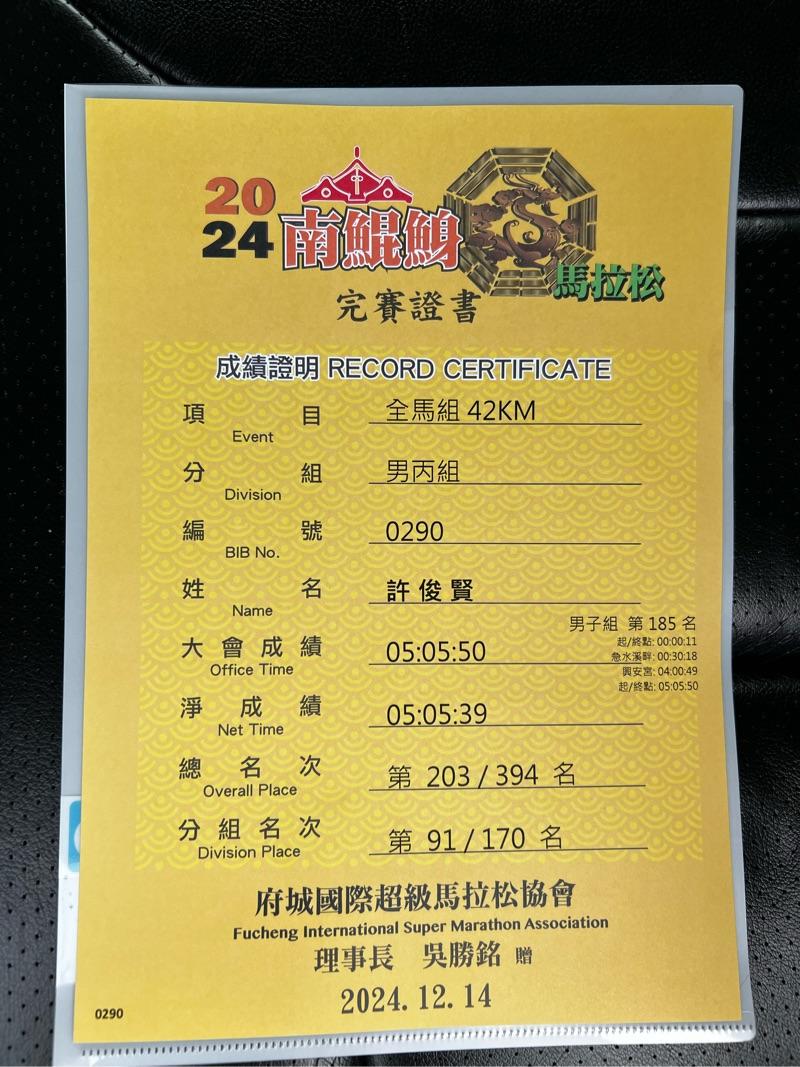 2024
南鯤鯓
馬拉松
完賽證書
成績證明 RECORD CERTIFICATE
項目 全馬組 42KM
Event
分組 男丙組
Division
編號 0290
BIB No.
姓名 許俊賢
Name
男子組 第 185 名
起/終點: 00:00:11
急水溪畔: 00:30:18
興安宮: 04:00:49
起/終點: 05:05:50
大會成績 05:05:50
Office Time
淨成績 05:05:39
Net Time
總名次 第 203 / 394 名
Overall Place
分組名次 第 91 / 170 名
Division Place
府城國際超級馬拉松協會
Fucheng International Super Marathon Association
理事長 吳勝銘 贈
2024.12.14
0290